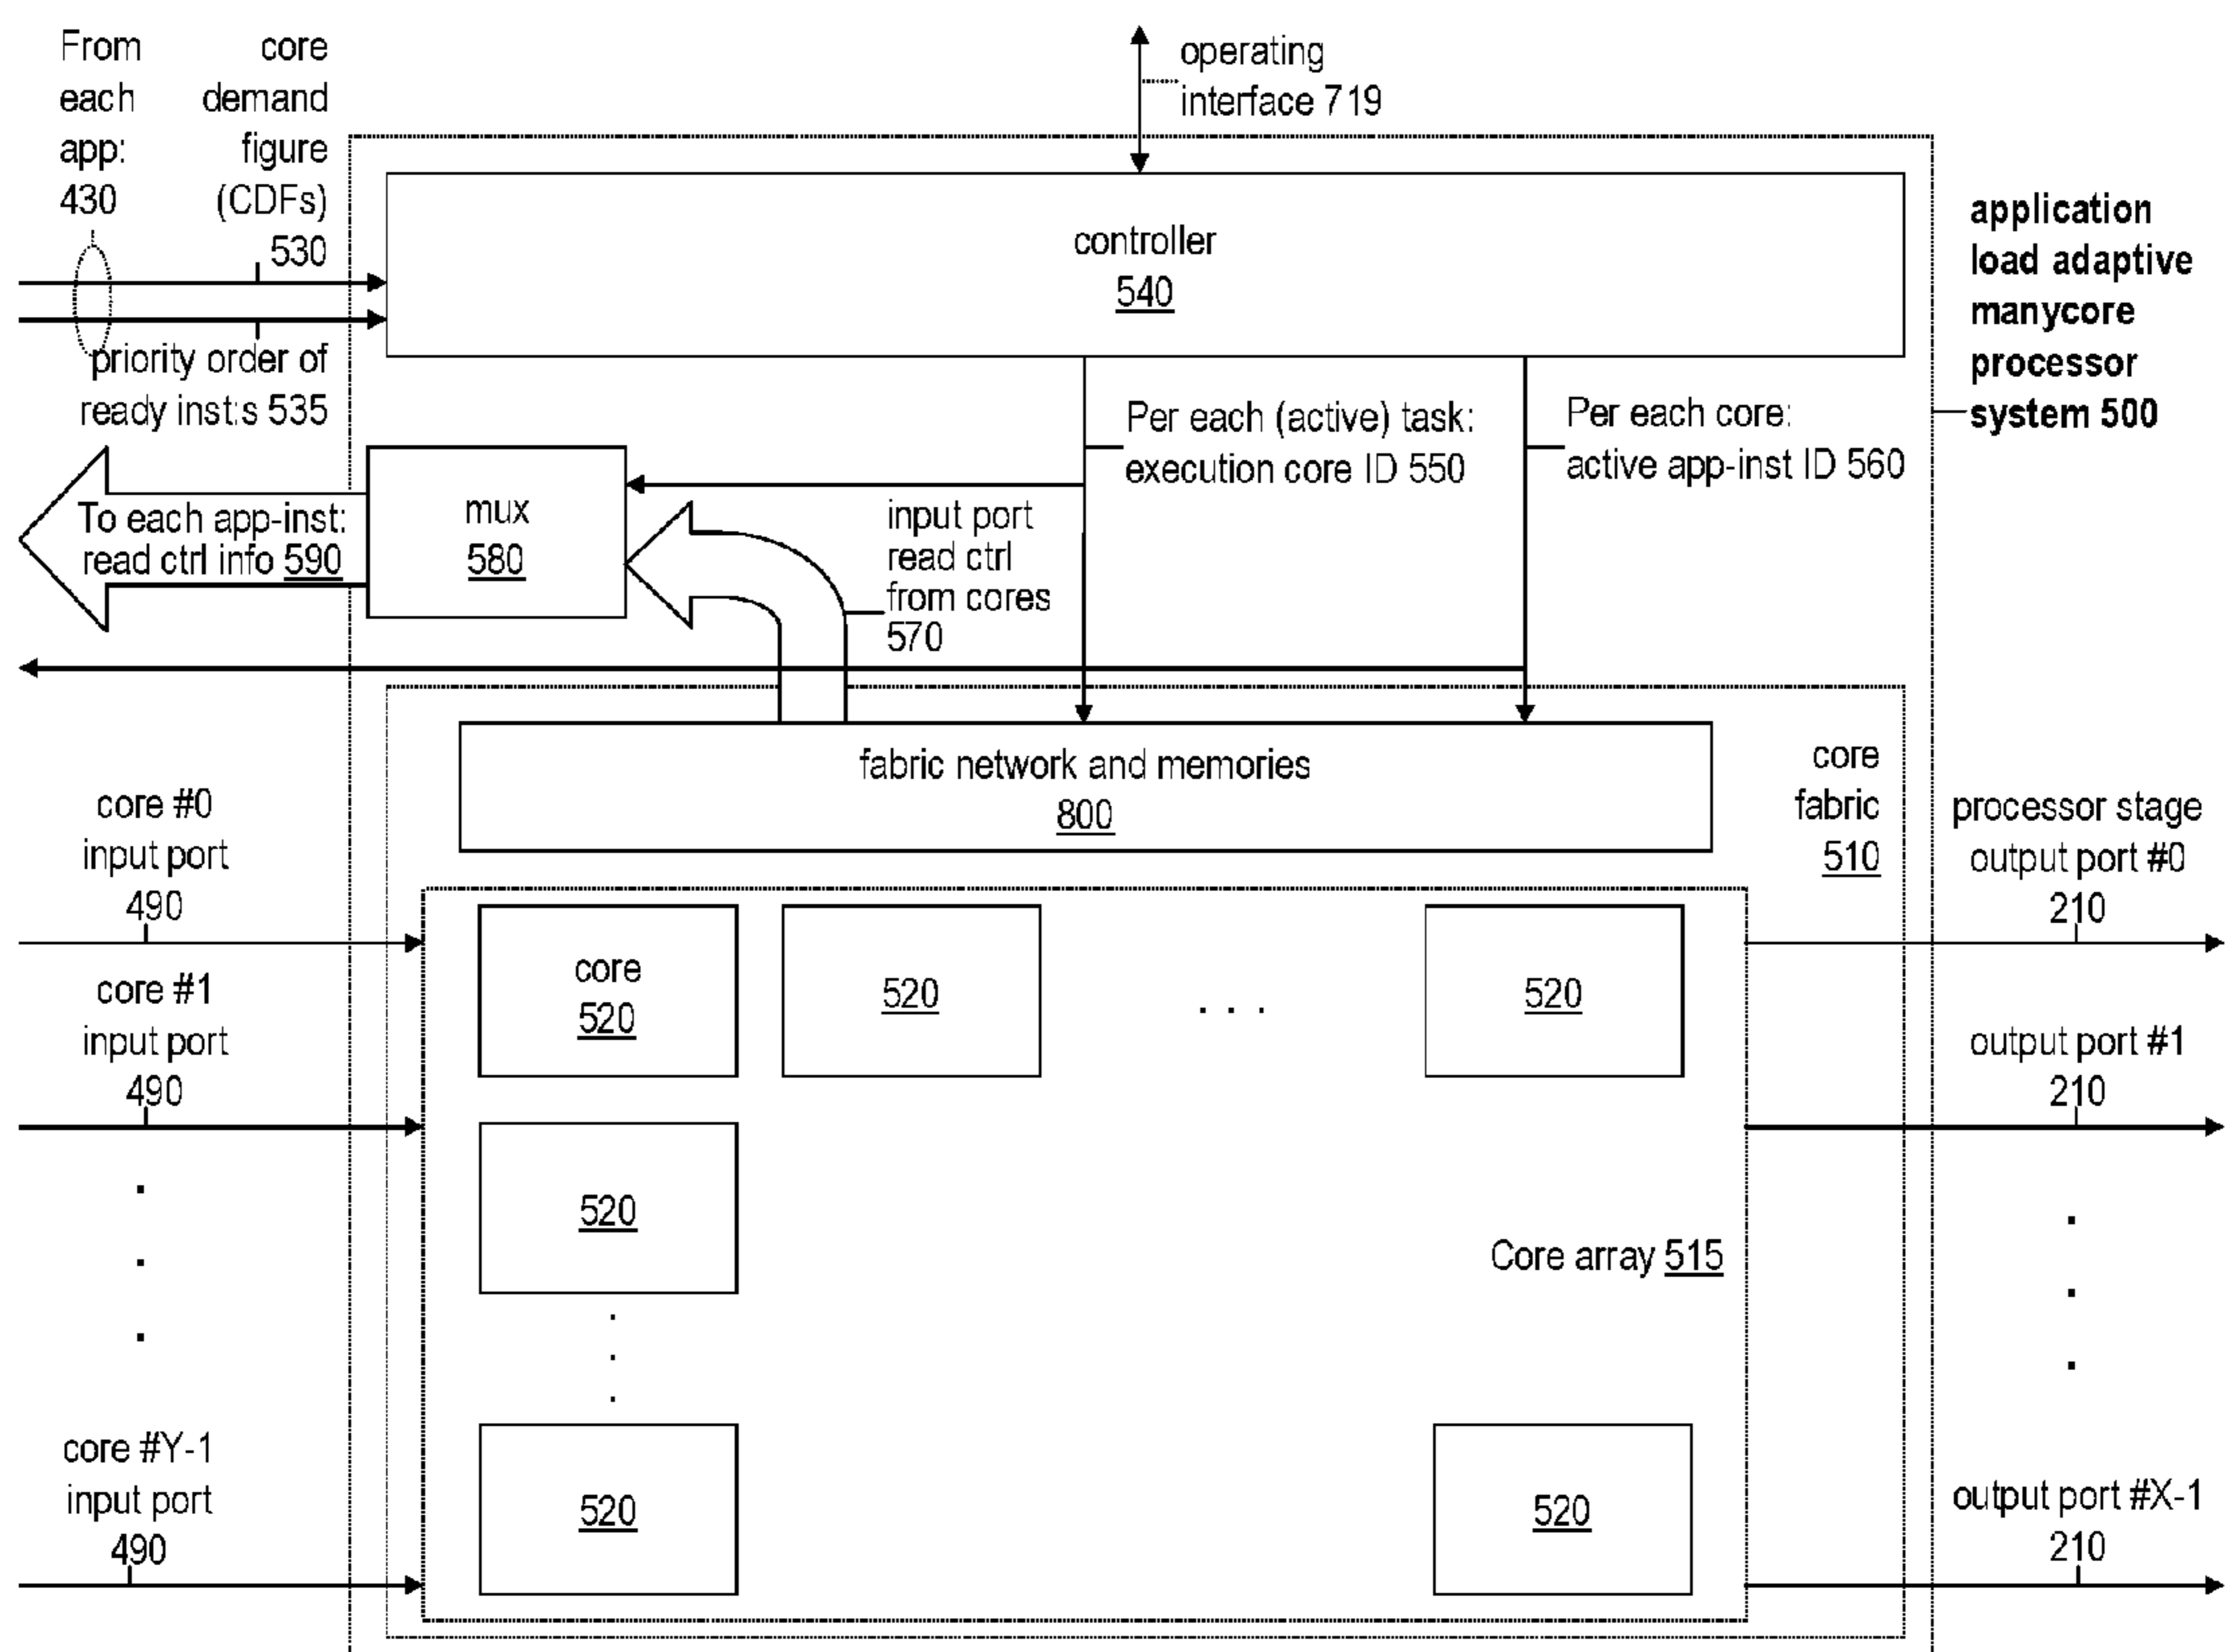 From
each
app:
430
core
demand
figure
(CDFs)
530
operating
interface 719
controller
540
application
load adaptive
manycore
processor
system 500
priority order of
ready inst:s 535
Per each (active) task:
execution core ID 550
Per each core:
active app-inst ID 560
To each app-inst:
read ctrl info 590
mux
580
input port
read ctrl
from cores
570
fabric network and memories
800
core
fabric
510
core #0
input port
490
processor stage
output port #0
210
core
520
520
. . .
520
core #1
input port
490
output port #1
210
.
.
.
520
.
.
.
Core array 515
.
.
.
core #Y-1
input port
490
520
520
output port #X-1
210